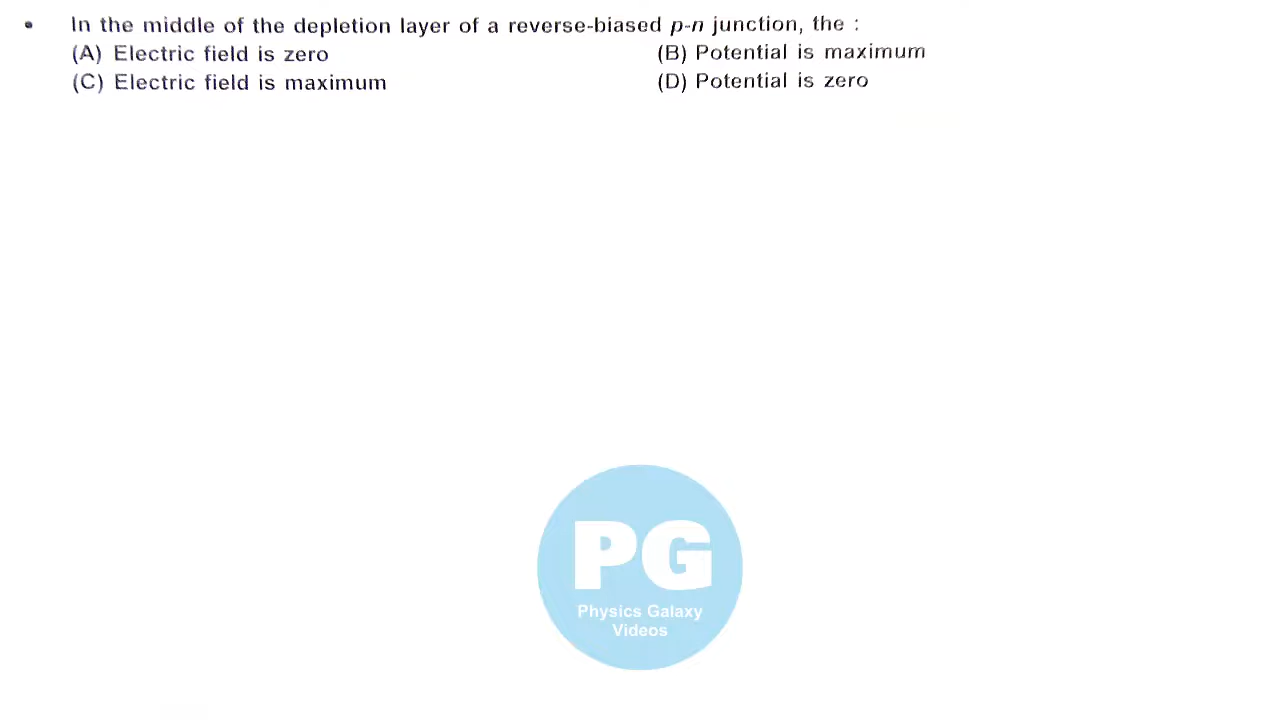 • In the middle of the depletion layer of a reverse-biased p-n junction, the :
(A) Electric field is zero (B) Potential is maximum
(C) Electric field is maximum (D) Potential is zero
PG
Physics Galaxy
Videos